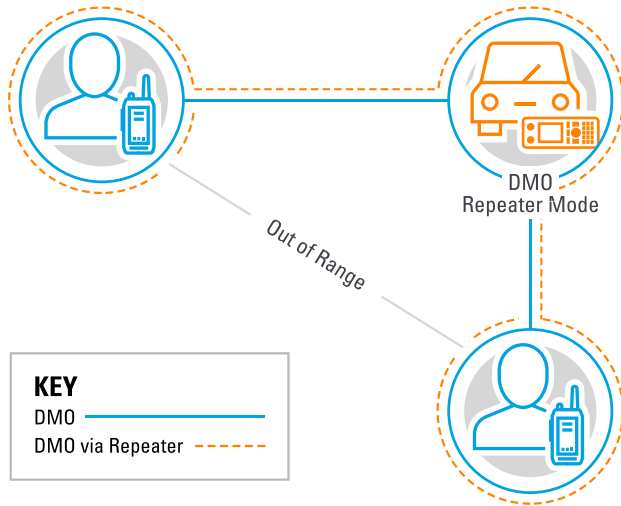 DMO
Repeater Mode
Out of Range
KEY
DMO
DMO via Repeater